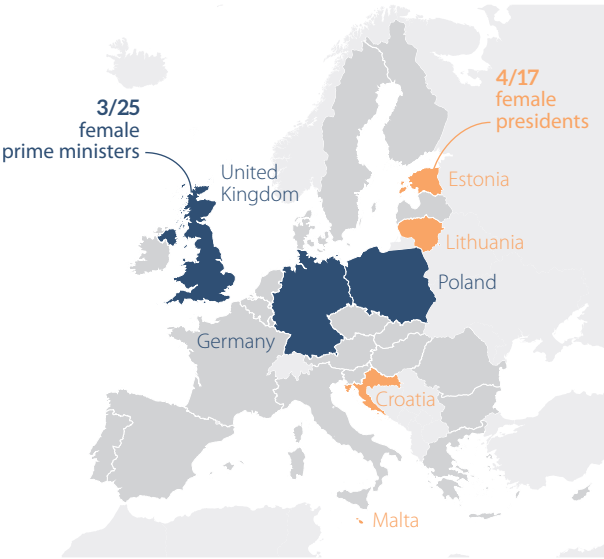 3/25
female
prime ministers
4/17
female
presidents
United
Kingdom
Estonia
Lithuania
Poland
Germany
Croatia
Malta